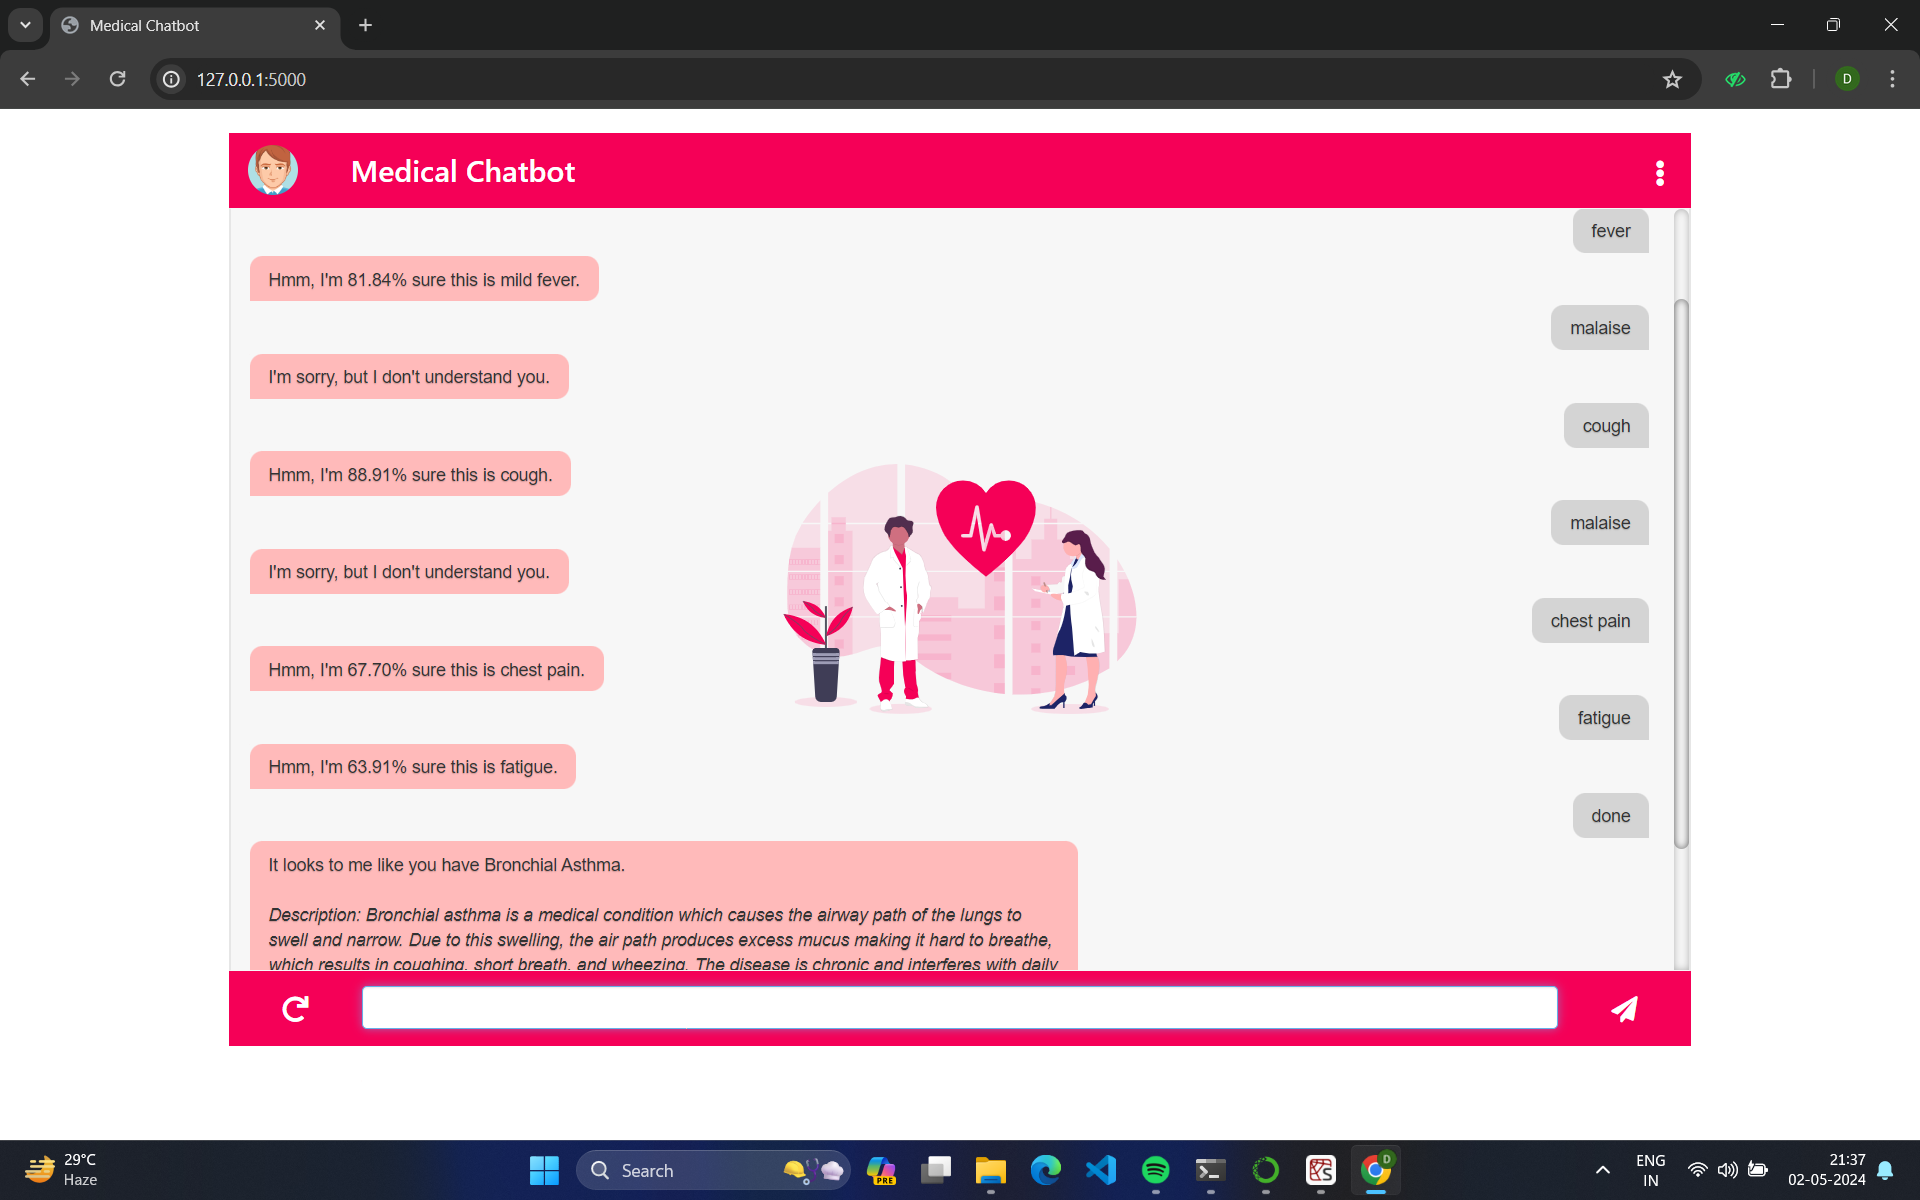 Medical Chatbot
127.0.0.1:5000
D
Medical Chatbot
fever
Hmm, I'm 81.84% sure this is mild fever.
malaise
I'm sorry, but I don't understand you.
cough
Hmm, I'm 88.91% sure this is cough.
malaise
I'm sorry, but I don't understand you.
chest pain
Hmm, I'm 67.70% sure this is chest pain.
fatigue
Hmm, I'm 63.91% sure this is fatigue.
done
It looks to me like you have Bronchial Asthma.
Description: Bronchial asthma is a medical condition which causes the airway path of the lungs to
swell and narrow. Due to this swelling, the air path produces excess mucus making it hard to breathe,
which results in coughing, short breath, and wheezing. The disease is chronic and interferes with daily
29°C
Haze
Search
PRE
D
ENG
IN
21:37
02-05-2024